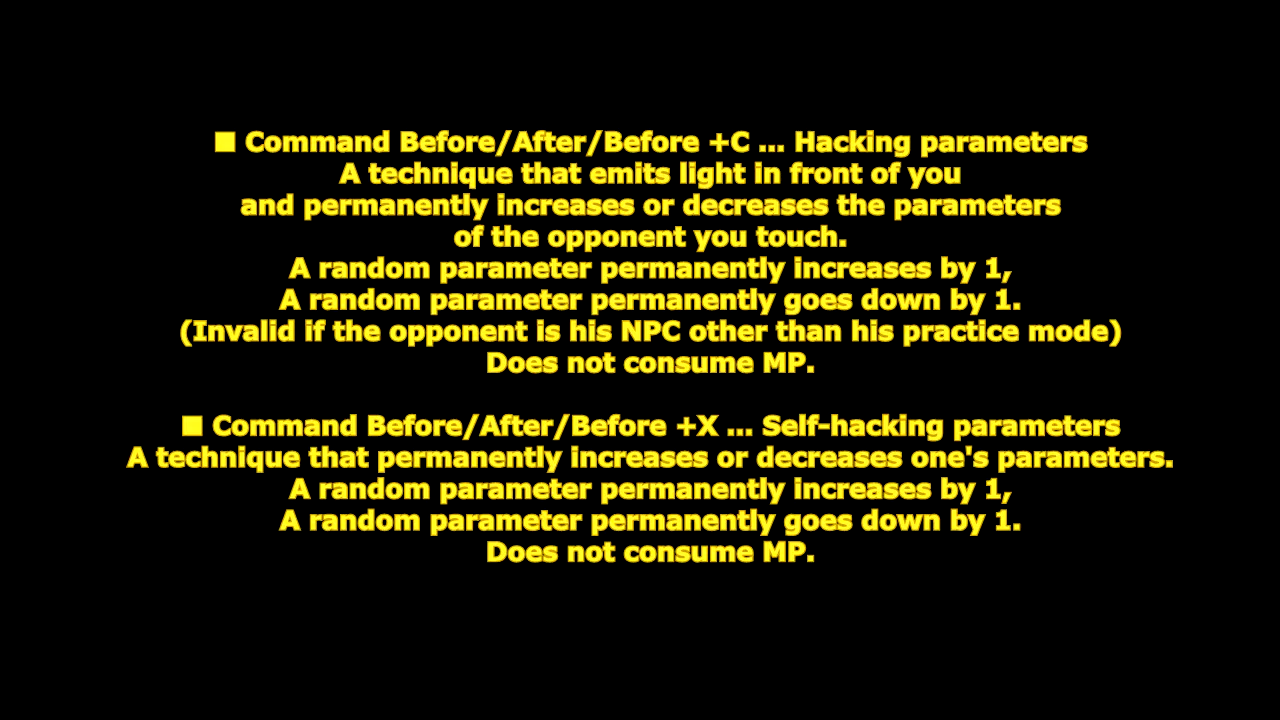 ■ Command Before/After/Before +C ... Hacking parameters
A technique that emits light in front of you
and permanently increases or decreases the parameters
of the opponent you touch.
A random parameter permanently increases by 1,
A random parameter permanently goes down by 1.
(Invalid if the opponent is his NPC other than his practice mode)
Does not consume MP.
■ Command Before/After/Before +X ... Self-hacking parameters
A technique that permanently increases or decreases one's parameters.
A random parameter permanently increases by 1,
A random parameter permanently goes down by 1.
Does not consume MP.